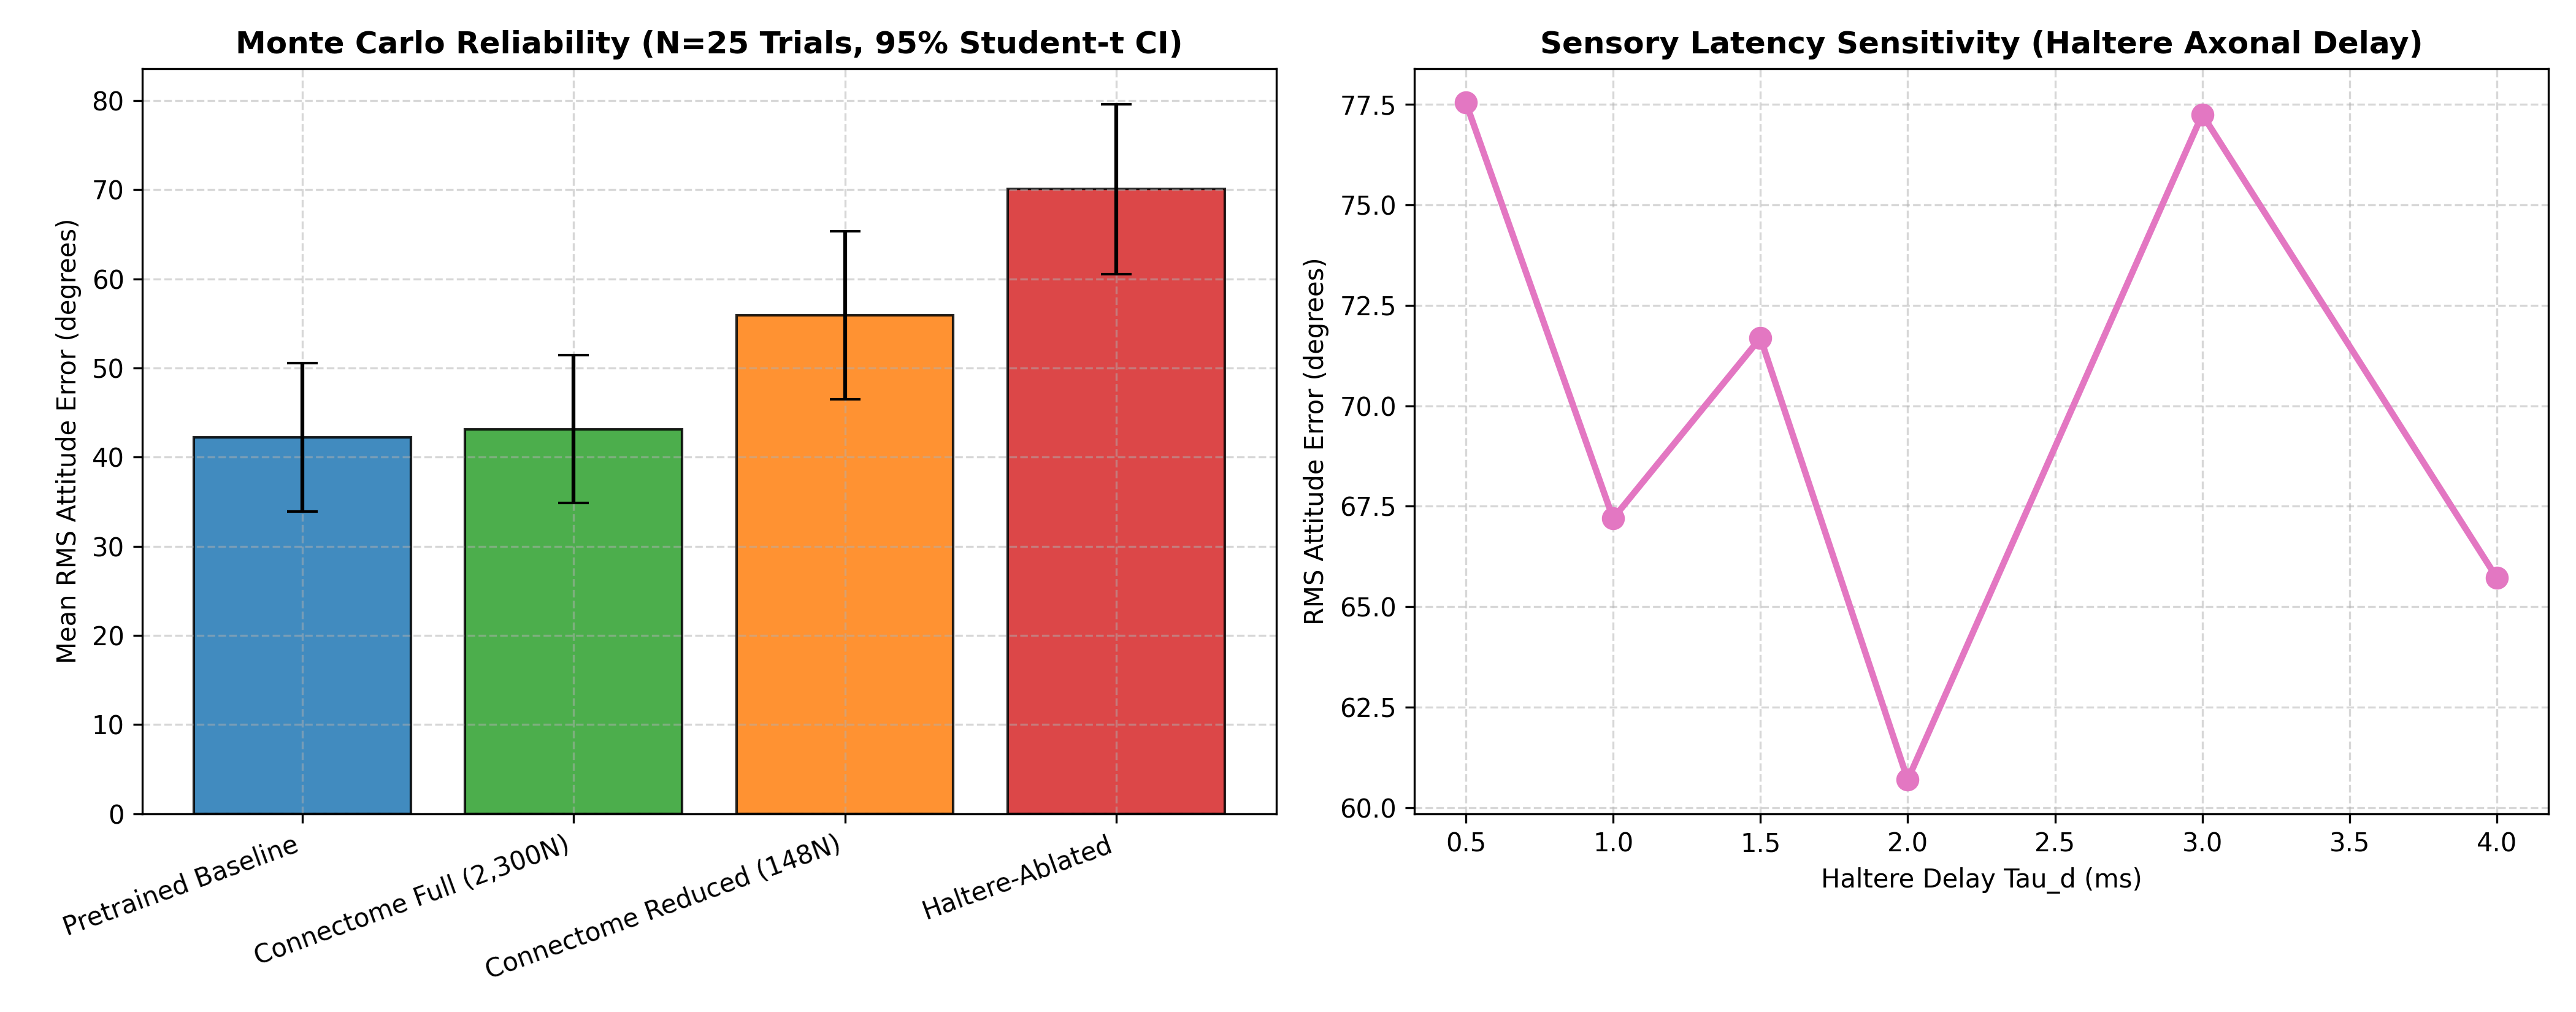 Monte Carlo Reliability (N=25 Trials, 95% Student-t CI)
Mean RMS Attitude Error (degrees)
80
70
60
50
40
30
20
10
0
Pretrained Baseline
Connectome Full (2,300N)
Connectome Reduced (148N)
Haltere-Ablated
Sensory Latency Sensitivity (Haltere Axonal Delay)
RMS Attitude Error (degrees)
77.5
75.0
72.5
70.0
67.5
65.0
62.5
60.0
0.5 1.0 1.5 2.0 2.5 3.0 3.5 4.0
Haltere Delay Tau_d (ms)